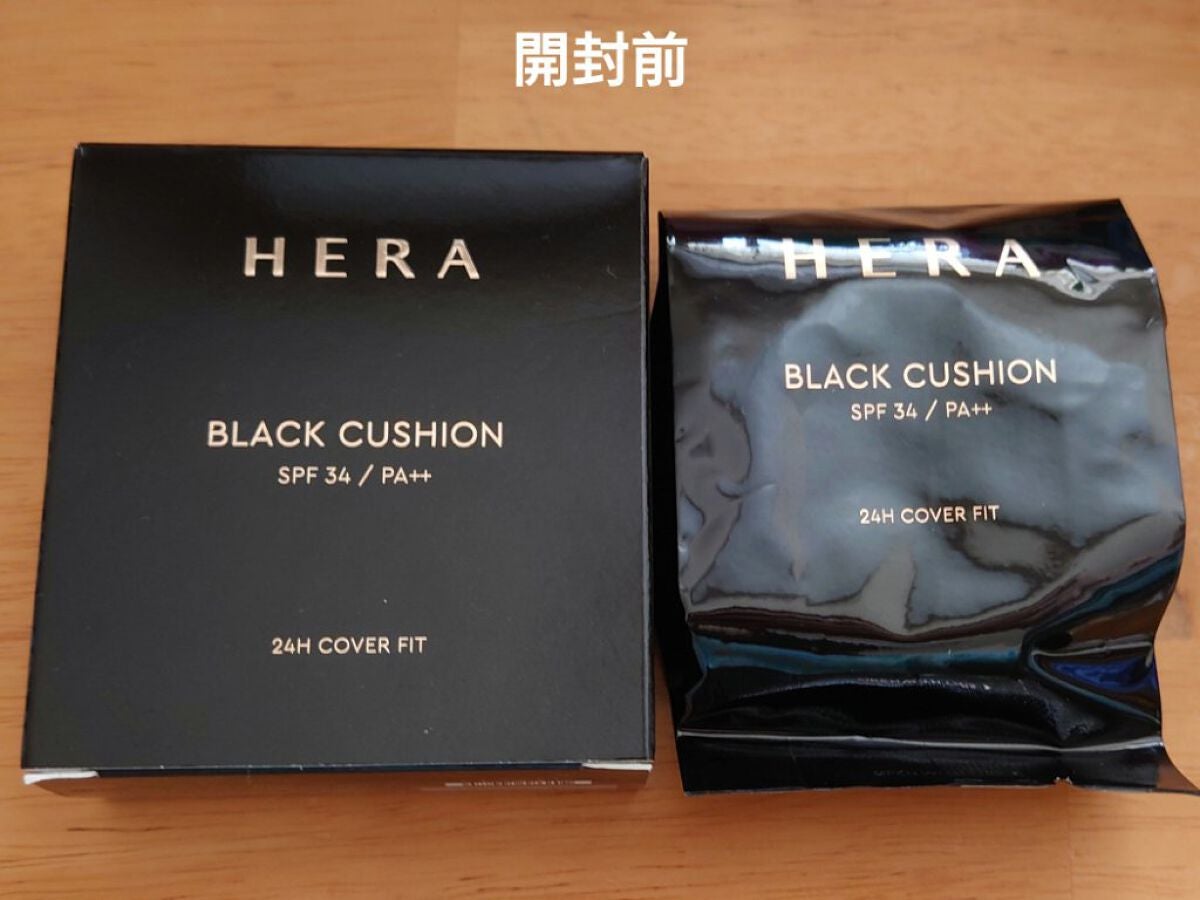 開封前
HERA
BLACK CUSHION
SPF 34 / PA++
24H COVER FIT
HERA
BLACK CUSHION
SPF 34 / PA++
24H COVER FIT